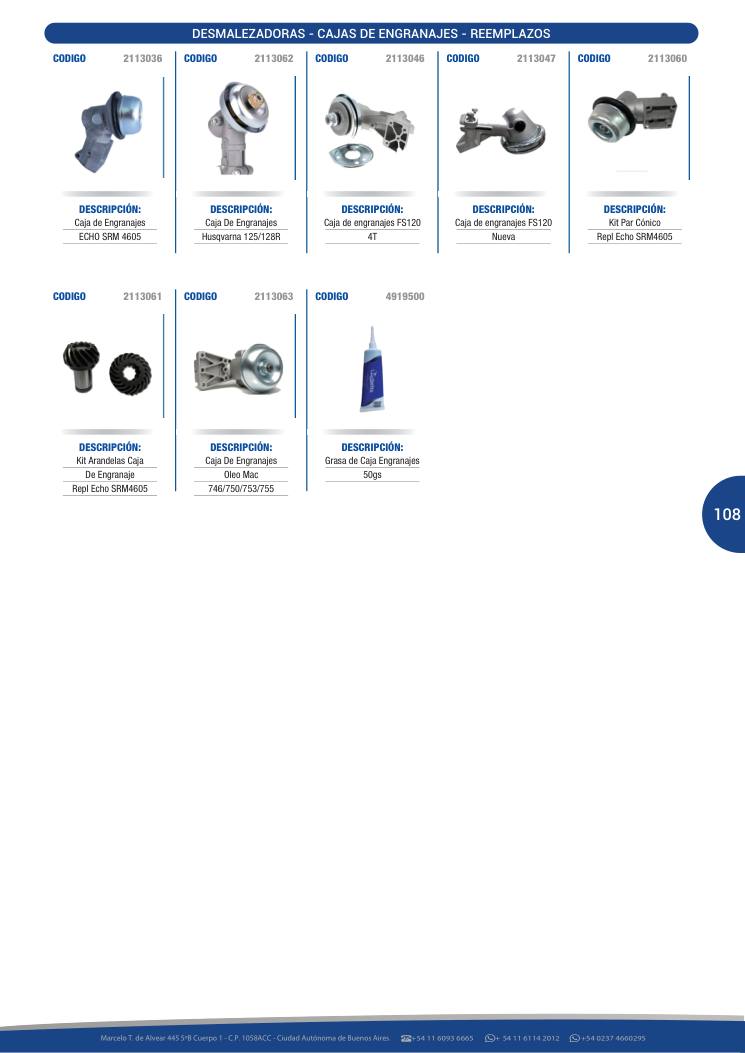 DESMALEZADORAS - CAJAS DE ENGRANAJES - REEMPLAZOS
CODIGO 2113036
DESCRIPCIÓN:
Caja de Engranajes
ECHO SRM 4605
CODIGO 2113062
DESCRIPCIÓN:
Caja De Engranajes
Husqvarna 125/128R
CODIGO 2113046
DESCRIPCIÓN:
Caja de engranajes FS120
4T
CODIGO 2113047
DESCRIPCIÓN:
Caja de engranajes FS120
Nueva
CODIGO 2113060
DESCRIPCIÓN:
Kit Par Cónico
Repl Echo SRM4605
CODIGO 2113061
DESCRIPCIÓN:
Kit Arandelas Caja
De Engranaje
Repl Echo SRM4605
CODIGO 2113063
DESCRIPCIÓN:
Caja De Engranajes
Oleo Mac
746/750/753/755
CODIGO 4919500
DESCRIPCIÓN:
Grasa de Caja Engranajes
50gs
108
Marcelo T. de Alvear 445 5ºB Cuerpo 1 - C.P. 1058ACC - Ciudad Autónoma de Buenos Aires +54 11 6093 6665 + 54 11 6114 2012 +54 0237 4660295